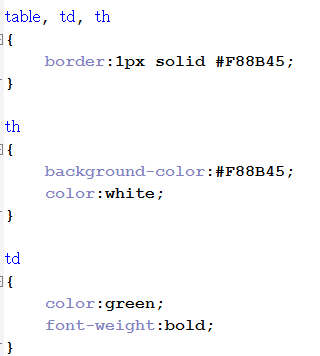 table, td, th
{
border:1px solid #F88B45;
}
th
{
background-color:#F88B45;
color:white;
}
td
{
color:green;
font-weight:bold;
}